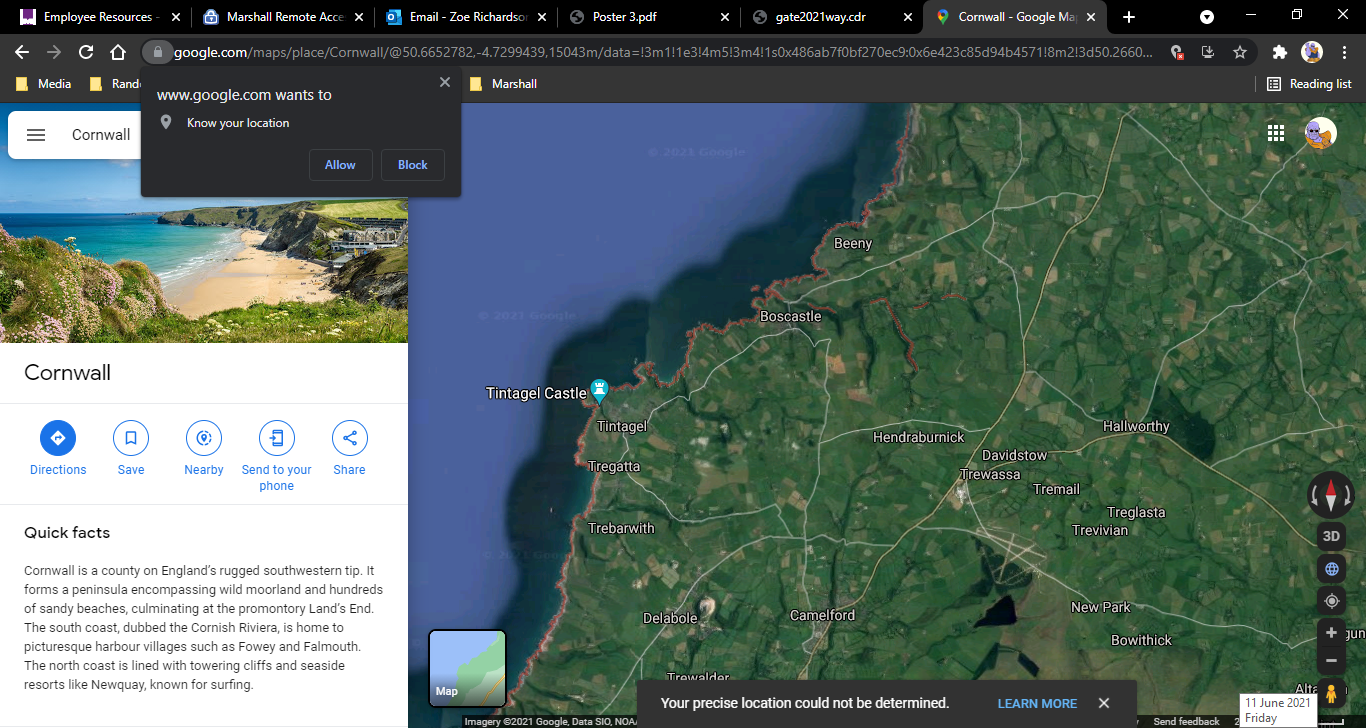 Employee Resources -
Marshall Remote Acce
Email - Zoe Richardson
Poster 3.pdf
gate2021way.cdr
Cornwall - Google Ma
google.com/maps/place/Cornwall/@50.6652782,-4.7299439,15043m/data=!3m1!1e3!4m5!3m4!1s0x486ab7f0bf270ec9:0x6e423c85d94b4571!8m2!3d50.2660...
Media
Rand
Marshall
Reading list
www.google.com wants to
Know your location
Allow
Block
Cornwall
© 2021 Google
Beeny
Boscastle
© 2021 Google
Tintagel Castle
Tintagel
Tregatta
Hendraburnick
Hallworthy
Davidstow
Trewassa
Tremail
Treglasta
Trevivian
Trebarwith
© 2021 Google
Delabole
Camelford
New Park
Bowithick
Trewalder
Cornwall
Directions
Save
Nearby
Send to your
phone
Share
Quick facts
Cornwall is a county on England's rugged southwestern tip. It
forms a peninsula encompassing wild moorland and hundreds
of sandy beaches, culminating at the promontory Land's End.
The south coast, dubbed the Cornish Riviera, is home to
picturesque harbour villages such as Fowey and Falmouth.
The north coast is lined with towering cliffs and seaside
resorts like Newquay, known for surfing.
3D
Map
Your precise location could not be determined.
LEARN MORE
Imagery ©2021 Google, Data SIO, NOAA
Send feedback
11 June 2021
Friday